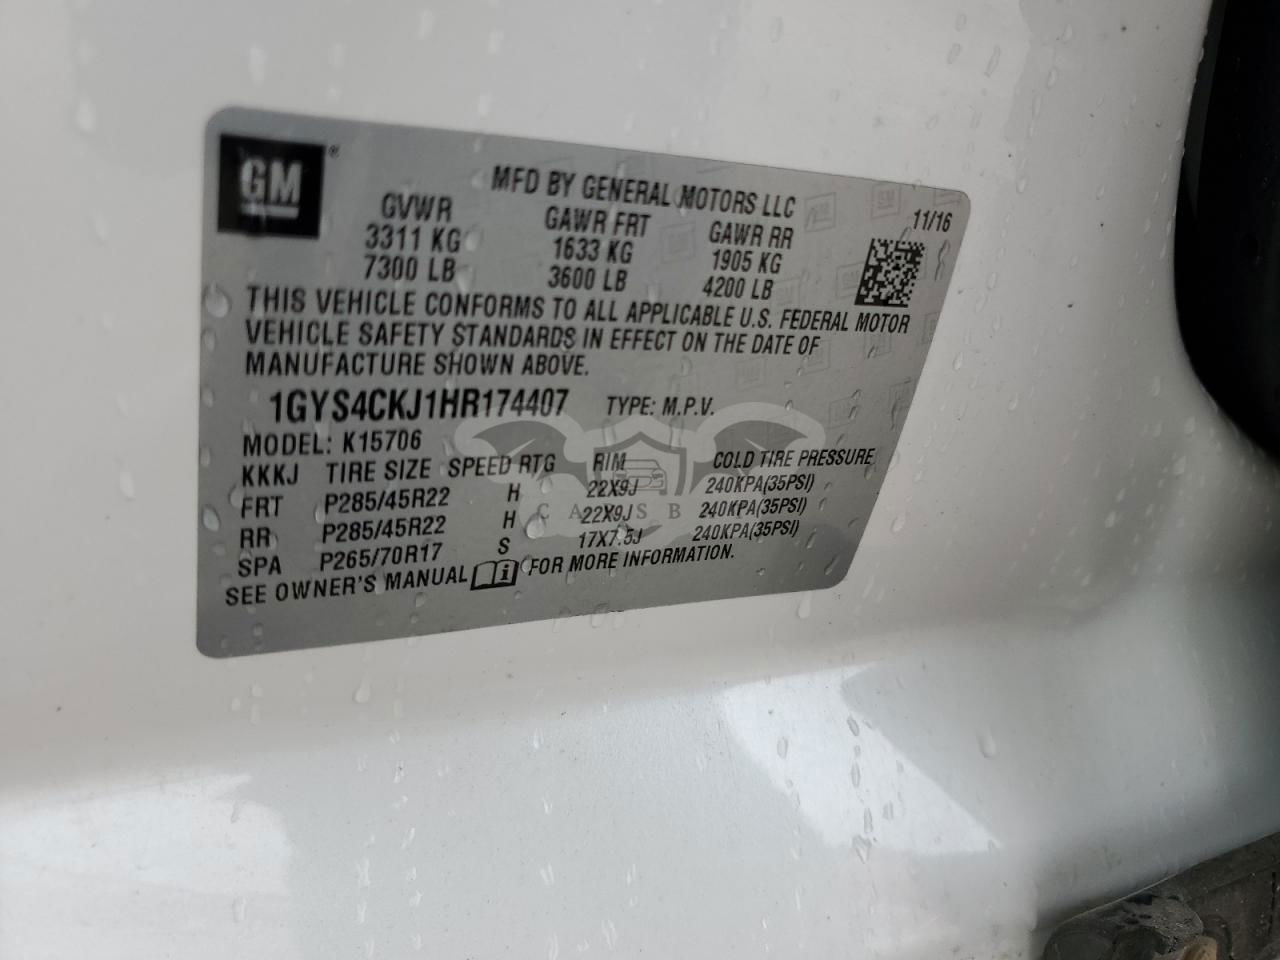 GM ®
MFD BY GENERAL MOTORS LLC
GVWR GAWR FRT GAWR RR 11/16
3311 KG 1633 KG 1905 KG
7300 LB 3600 LB 4200 LB
THIS VEHICLE CONFORMS TO ALL APPLICABLE U.S. FEDERAL MOTOR
VEHICLE SAFETY STANDARDS IN EFFECT ON THE DATE OF
MANUFACTURE SHOWN ABOVE.
1GYS4CKJ1HR174407 TYPE: M.P.V.
MODEL: K15706
KKKJ TIRE SIZE SPEED RTG RIM COLD TIRE PRESSURE
FRT P285/45R22 H 22X9J 240KPA(35PSI)
RR P285/45R22 H 22X9J 240KPA(35PSI)
SPA P265/70R17 S 17X7.5J 240KPA(35PSI)
SEE OWNER'S MANUAL i FOR MORE INFORMATION.